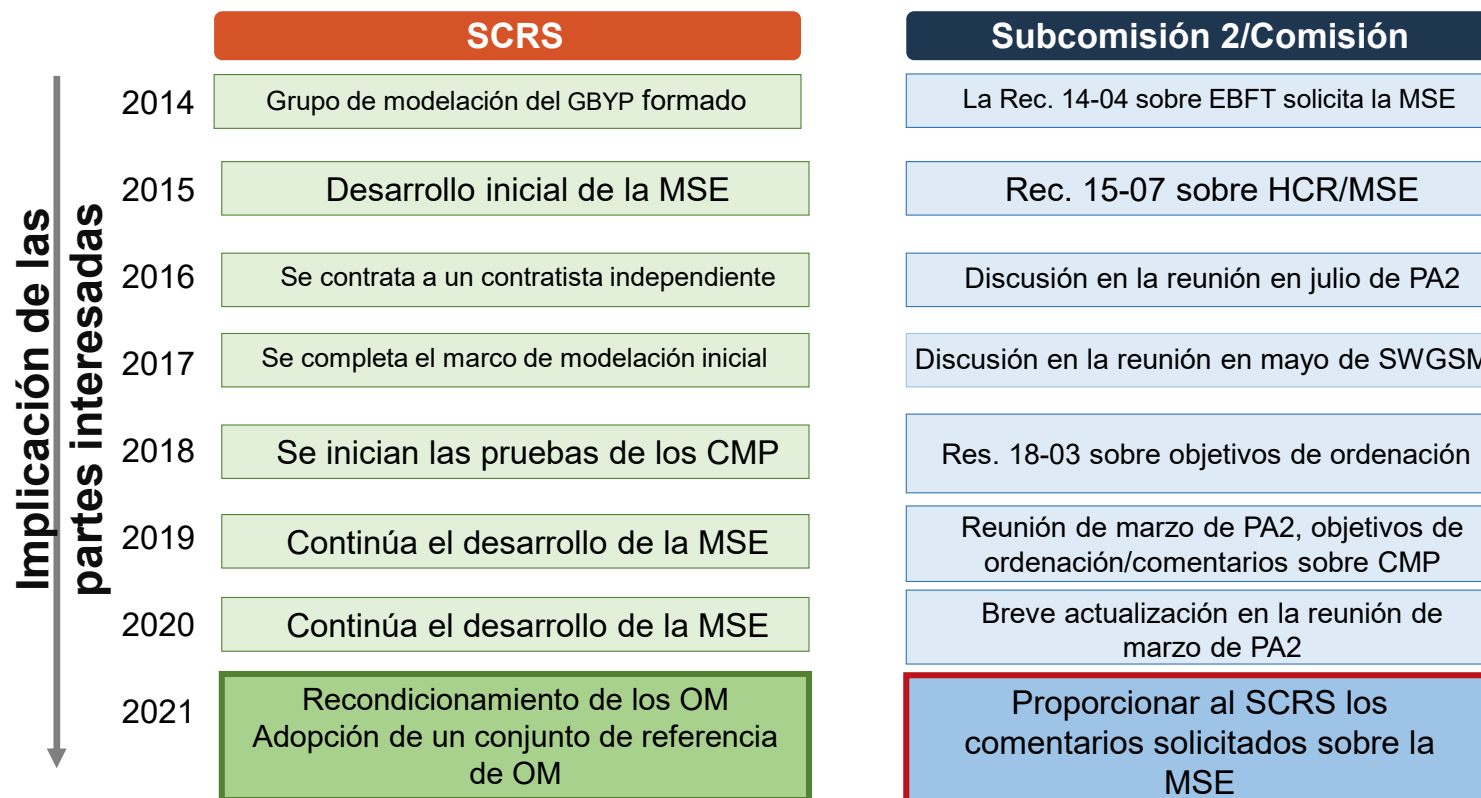 SCRS
Subcomisión 2/Comisión
Implicación de las
partes interesadas
2014
Grupo de modelación del GBYP formado
La Rec. 14-04 sobre EBFT solicita la MSE
2015
Desarrollo inicial de la MSE
Rec. 15-07 sobre HCR/MSE
2016
Se contrata a un contratista independiente
Discusión en la reunión en julio de PA2
2017
Se completa el marco de modelación inicial
Discusión en la reunión en mayo de SWGSM
2018
Se inician las pruebas de los CMP
Res. 18-03 sobre objetivos de ordenación
2019
Continúa el desarrollo de la MSE
Reunión de marzo de PA2, objetivos de
ordenación/comentarios sobre CMP
2020
Continúa el desarrollo de la MSE
Breve actualización en la reunión de
marzo de PA2
2021
Recondicionamiento de los OM
Adopción de un conjunto de referencia
de OM
Proporcionar al SCRS los
comentarios solicitados sobre la
MSE